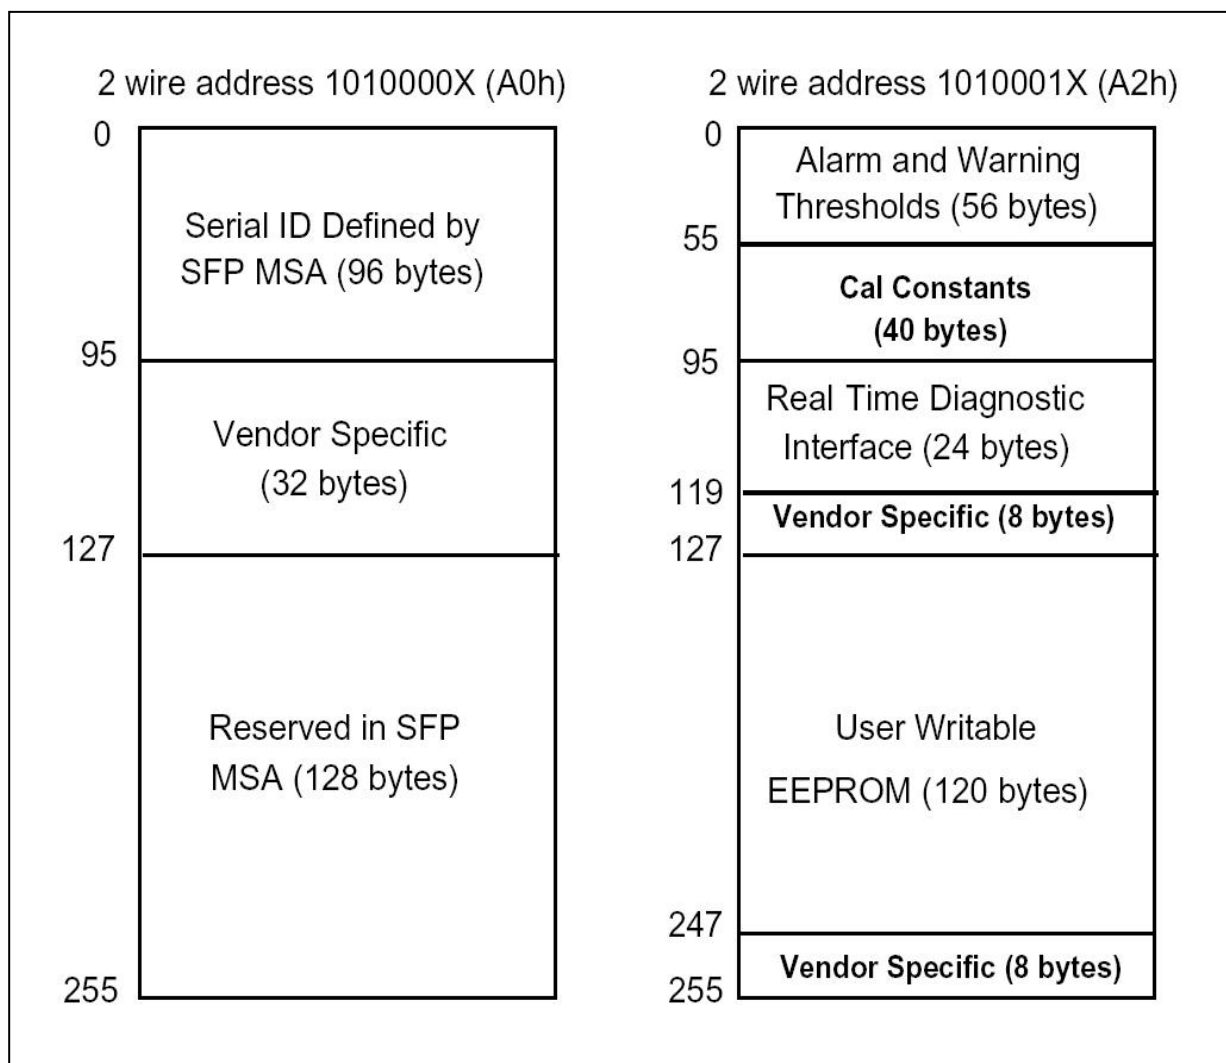 2 wire address 1010000X (A0h)
0
Serial ID Defined by
SFP MSA (96 bytes)
95
Vendor Specific
(32 bytes)
127
Reserved in SFP
MSA (128 bytes)
255
2 wire address 1010001X (A2h)
0
Alarm and Warning
Thresholds (56 bytes)
55
Cal Constants
(40 bytes)
95
Real Time Diagnostic
Interface (24 bytes)
119
Vendor Specific (8 bytes)
127
User Writable
EEPROM (120 bytes)
247
Vendor Specific (8 bytes)
255